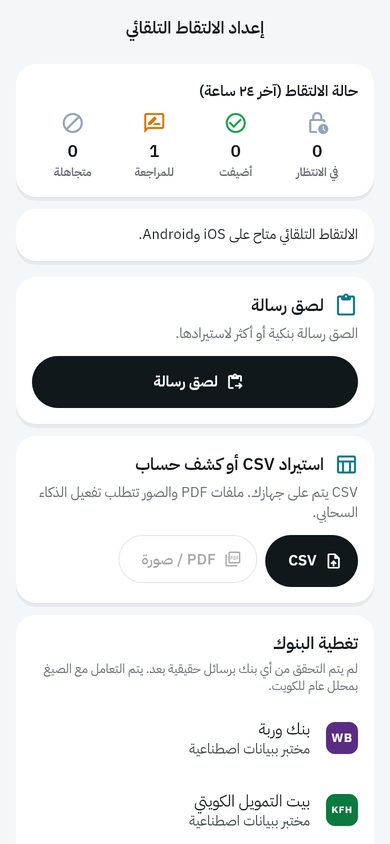 إعداد الالتقاط التلقائي
حالة الالتقاط (آخر ٢٤ ساعة)
0 0 1 0
في الانتظار أضيفت للمراجعة متجاهلة
الالتقاط التلقائي متاح على iOS وAndroid.
لصق رسالة
الصق رسالة بنكية أو أكثر لاستيرادها.
لصق رسالة
استيراد CSV أو كشف حساب
CSV يتم على جهازك. ملفات PDF والصور تتطلب تفعيل الذكاء
السحابي.
CSV PDF / صورة
تغطية البنوك
لم يتم التحقق من أي بنك برسائل حقيقية بعد. يتم التعامل مع الصيغ
بمحلل عام للكويت.
WB بنك وربة
مختبر ببيانات اصطناعية
KFH بيت التمويل الكويتي
مختبر ببيانات اصطناعية